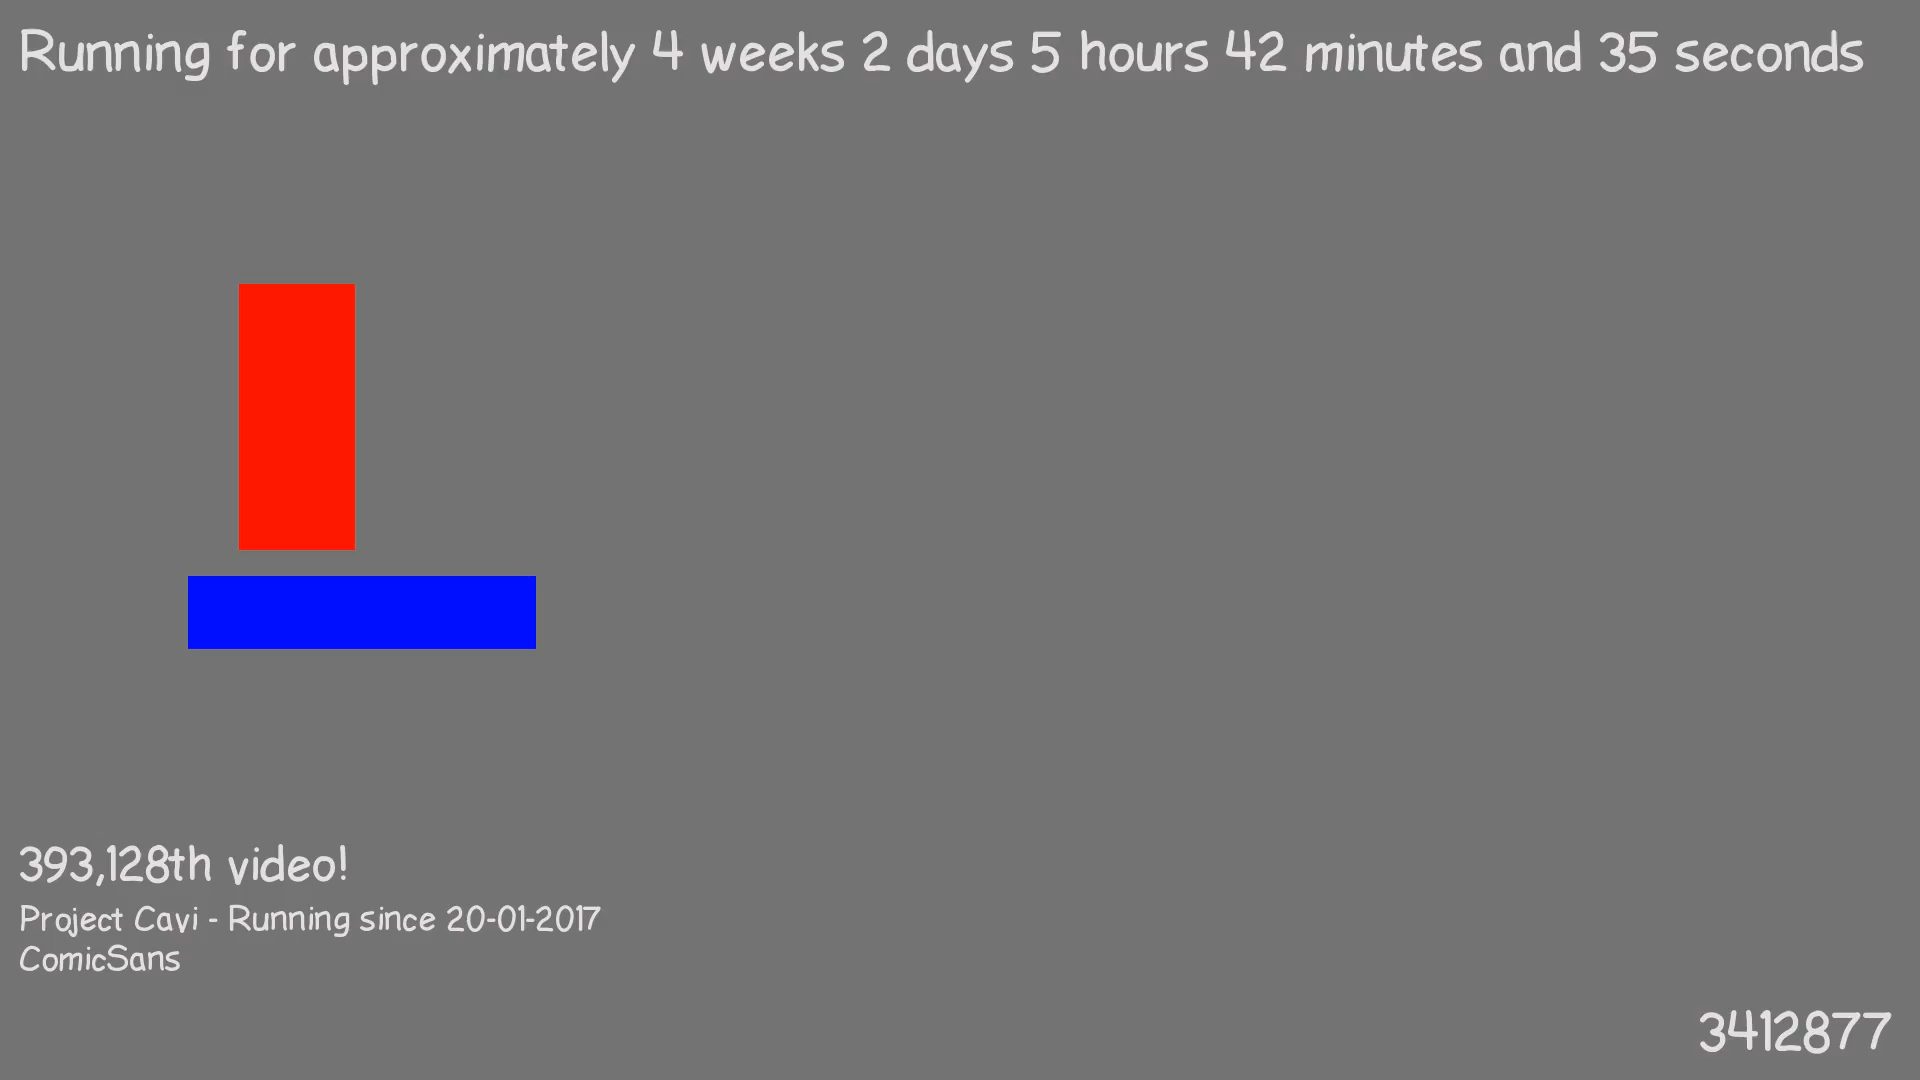 Running for approximately 4 weeks 2 days 5 hours 42 minutes and 35 seconds
393,128th video!
Project Cavi - Running since 20-01-2017
ComicSans
3412877